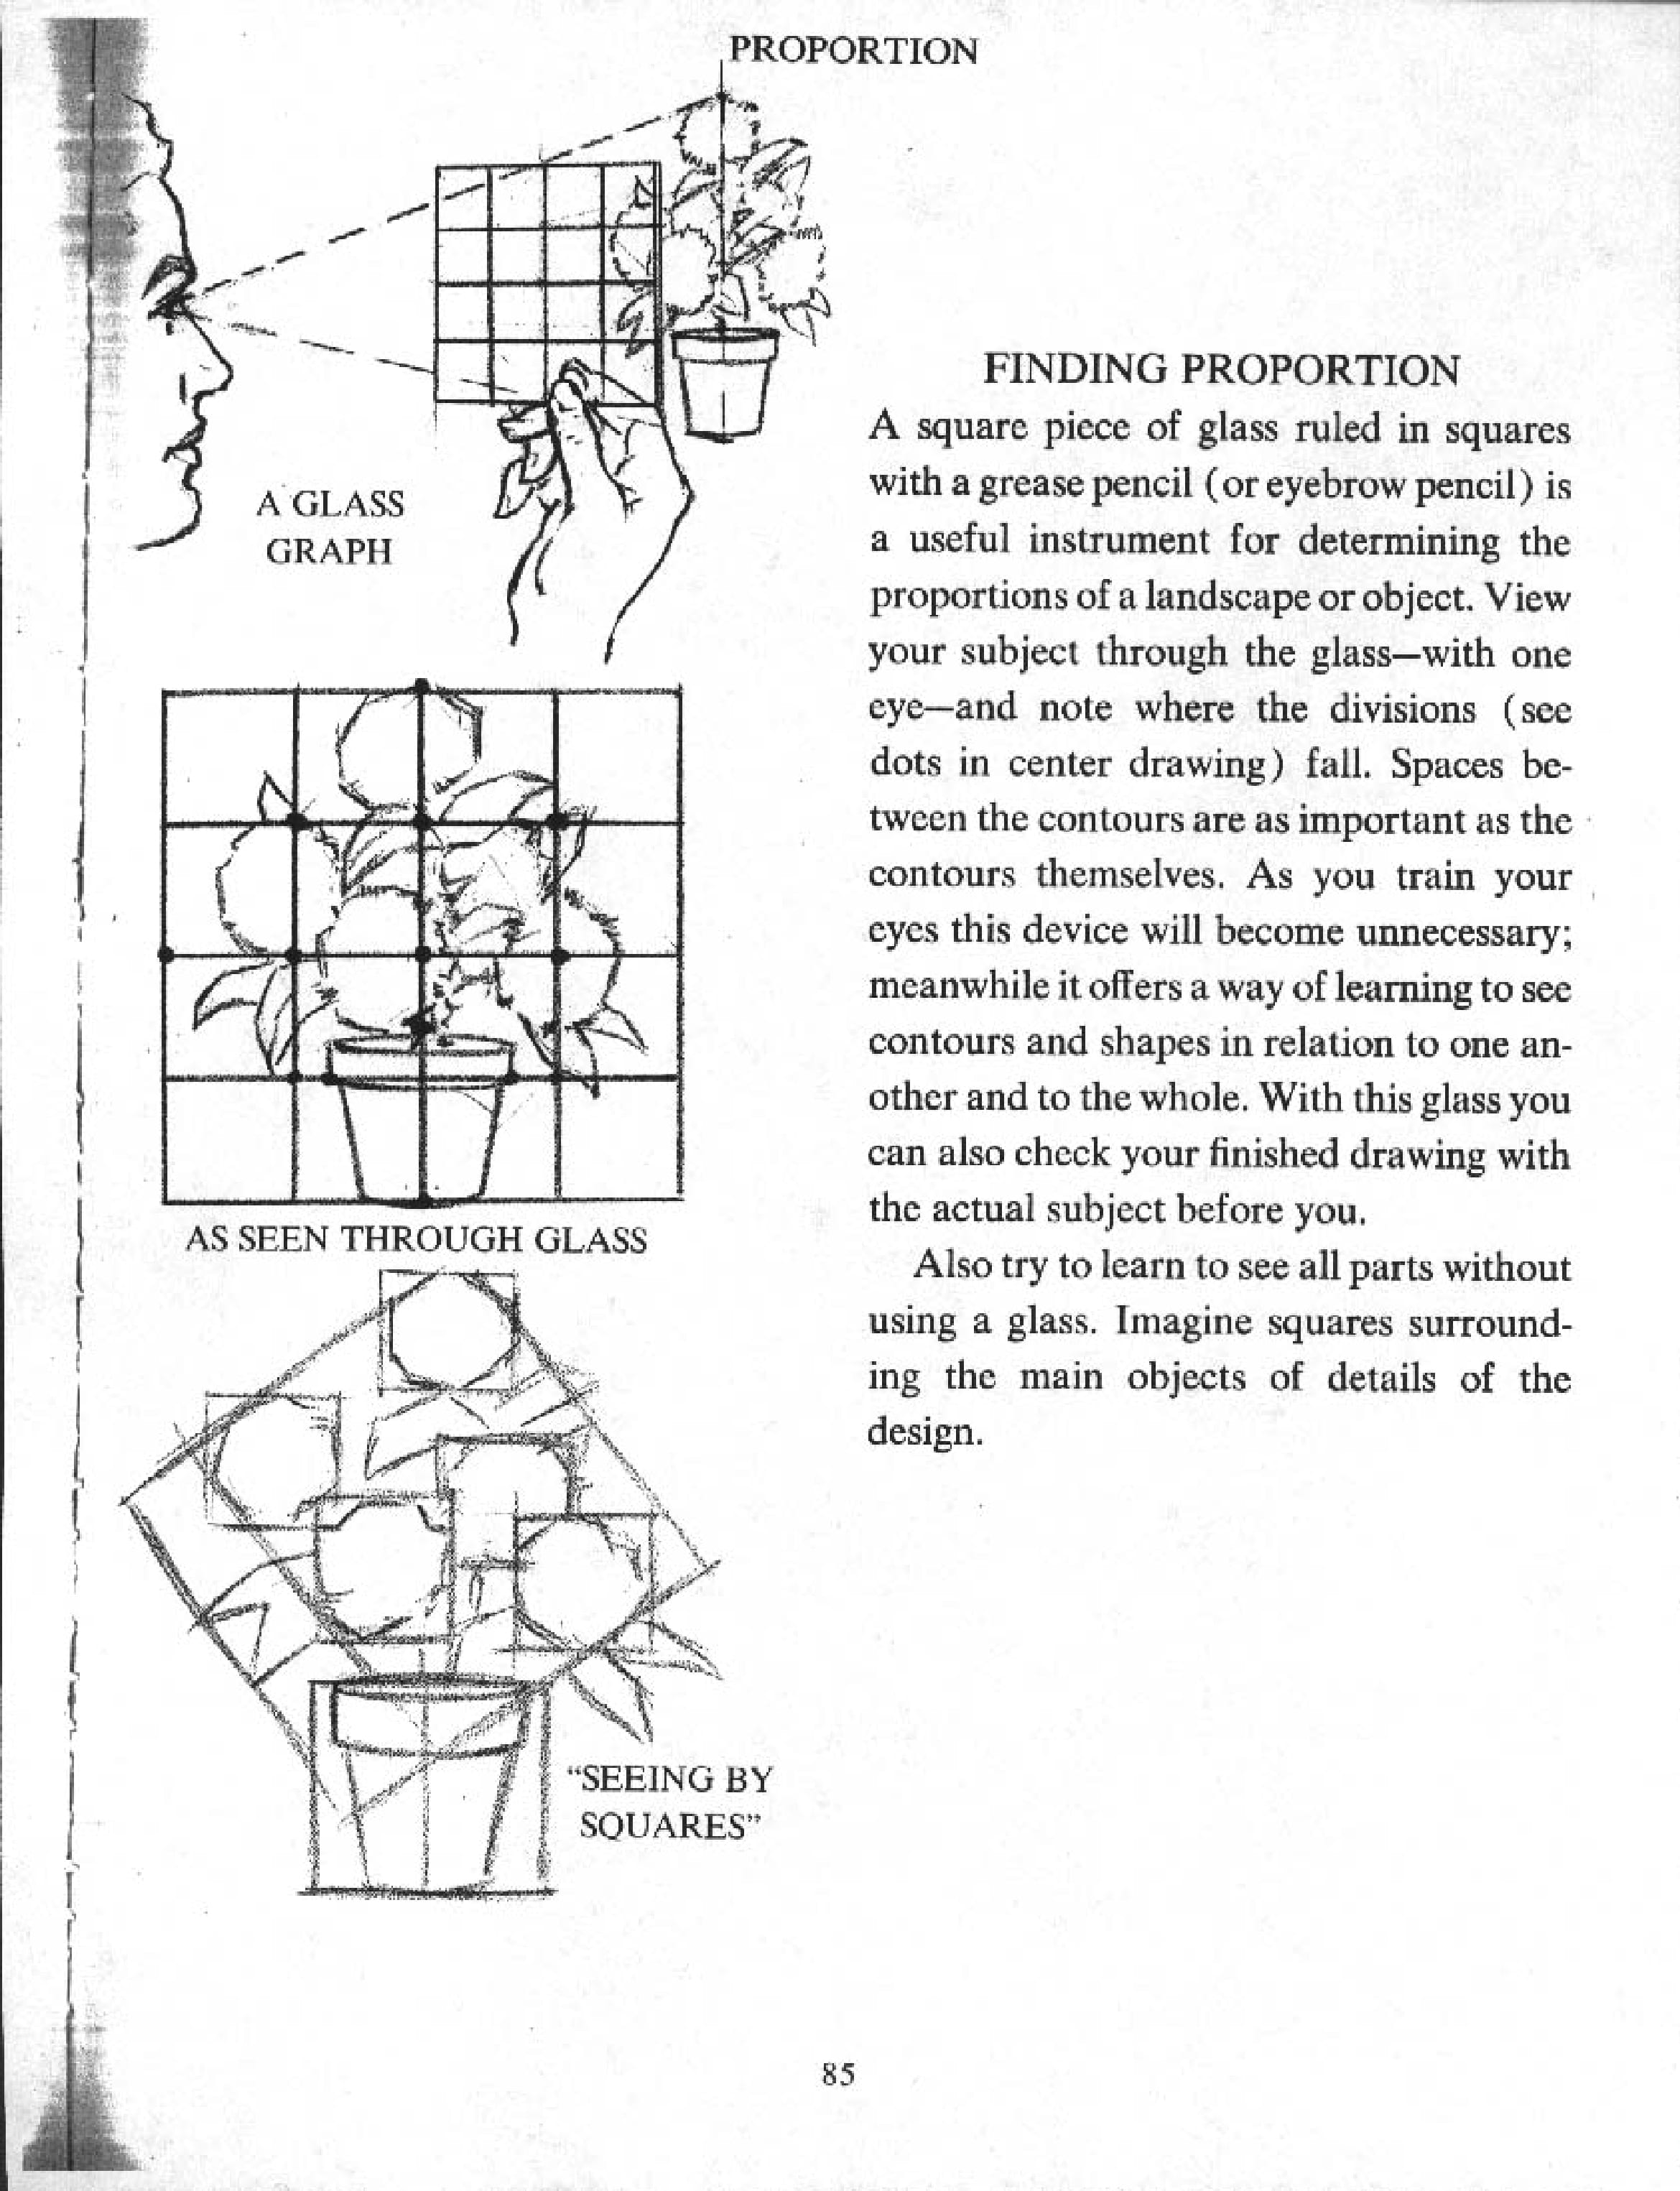 PROPORTION
A GLASS
GRAPH
AS SEEN THROUGH GLASS
"SEEING BY
SQUARES"
FINDING PROPORTION
A square piece of glass ruled in squares
with a grease pencil (or eyebrow pencil) is
a useful instrument for determining the
proportions of a landscape or object. View
your subject through the glass—with one
eye—and note where the divisions (see
dots in center drawing) fall. Spaces be-
tween the contours are as important as the
contours themselves. As you train your
eyes this device will become unnecessary;
meanwhile it offers a way of learning to see
contours and shapes in relation to one an-
other and to the whole. With this glass you
can also check your finished drawing with
the actual subject before you.
Also try to learn to see all parts without
using a glass. Imagine squares surround-
ing the main objects of details of the
design.
85